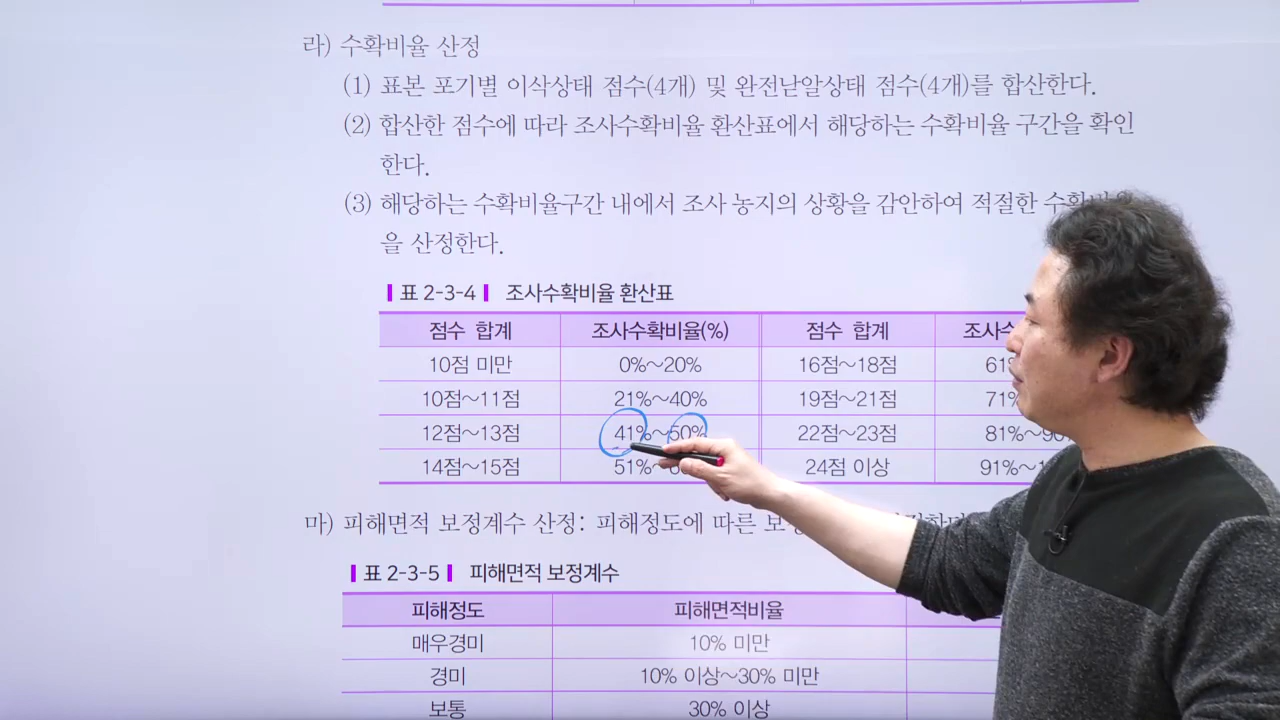 라) 수확비율 산정
(1) 표본 포기별 이삭상태 점수(4개) 및 완전낟알상태 점수(4개)를 합산한다.
(2) 합산한 점수에 따라 조사수확비율 환산표에서 해당하는 수확비율 구간을 확인
한다.
(3) 해당하는 수확비율구간 내에서 조사 농지의 상황을 감안하여 적절한
을 산정한다.
표 2-3-4 조사수확비율 환산표
점수 합계 조사수확비율(%) 점수 합계
10점 미만 0%~20% 16점~18점
10점~11점 21%~40% 19점~21점 71%
12점~13점 41%~50% 22점~23점
14점~15점 51%~ 24점 이상
마) 피해면적 보정계수 산정: 피해정도에 따른
표 2-3-5 피해면적 보정계수
피해정도 피해면적비율
매우경미 10% 미만
경미 10% 이상~30% 미만
보통 30% 이상